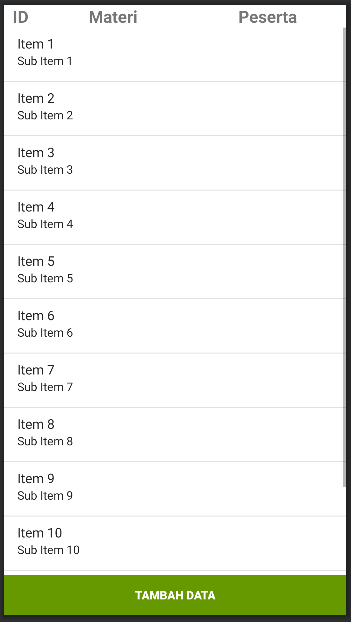 ID Materi Peserta
Item 1
Sub Item 1
Item 2
Sub Item 2
Item 3
Sub Item 3
Item 4
Sub Item 4
Item 5
Sub Item 5
Item 6
Sub Item 6
Item 7
Sub Item 7
Item 8
Sub Item 8
Item 9
Sub Item 9
Item 10
Sub Item 10
TAMBAH DATA